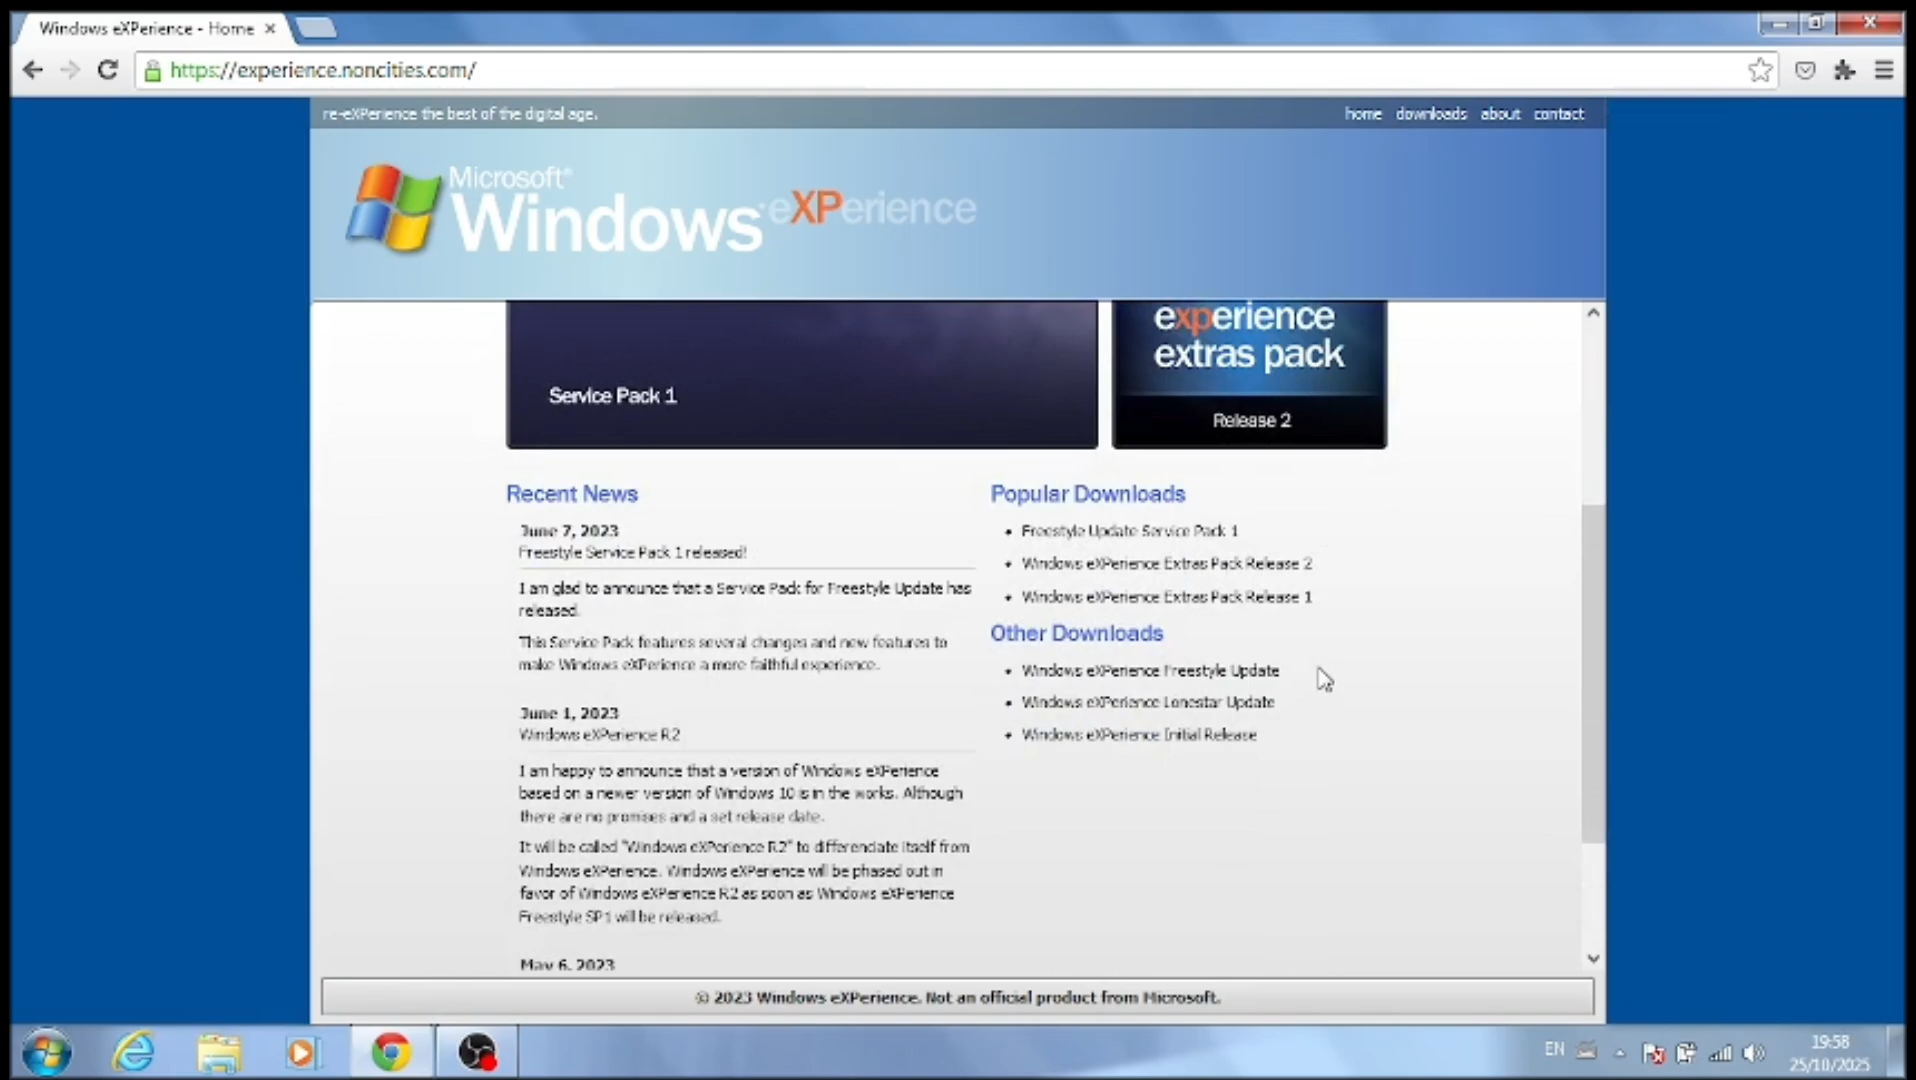 Windows eXPerience - Home
https://experience.noncities.com/
re-eXPerience the best of the digital age.
home downloads about contact
Microsoft®
Windows eXPerience
Service Pack 1
experience
extras pack
Release 2
Recent News
June 7, 2023
Freestyle Service Pack 1 released!
I am glad to announce that a Service Pack for Freestyle Update has
released.
This Service Pack features several changes and new features to
make Windows eXPerience a more faithful experience.
June 1, 2023
Windows eXPerience R2
I am happy to announce that a version of Windows eXPerience
based on a newer version of Windows 10 is in the works. Although
there are no promises and a set release date.
It will be called "Windows eXPerience R2" to differenciate itself from
Windows eXPerience. Windows eXPerience will be phased out in
favor of Windows eXPerience R2 as soon as Windows eXPerience
Freestyle SP1 will be released.
May 6, 2023
Popular Downloads
• Freestyle Update Service Pack 1
• Windows eXPerience Extras Pack Release 2
• Windows eXPerience Extras Pack Release 1
Other Downloads
• Windows eXPerience Freestyle Update
• Windows eXPerience Lonestar Update
• Windows eXPerience Initial Release
© 2023 Windows eXPerience. Not an official product from Microsoft.
EN
19:58
25/10/2025